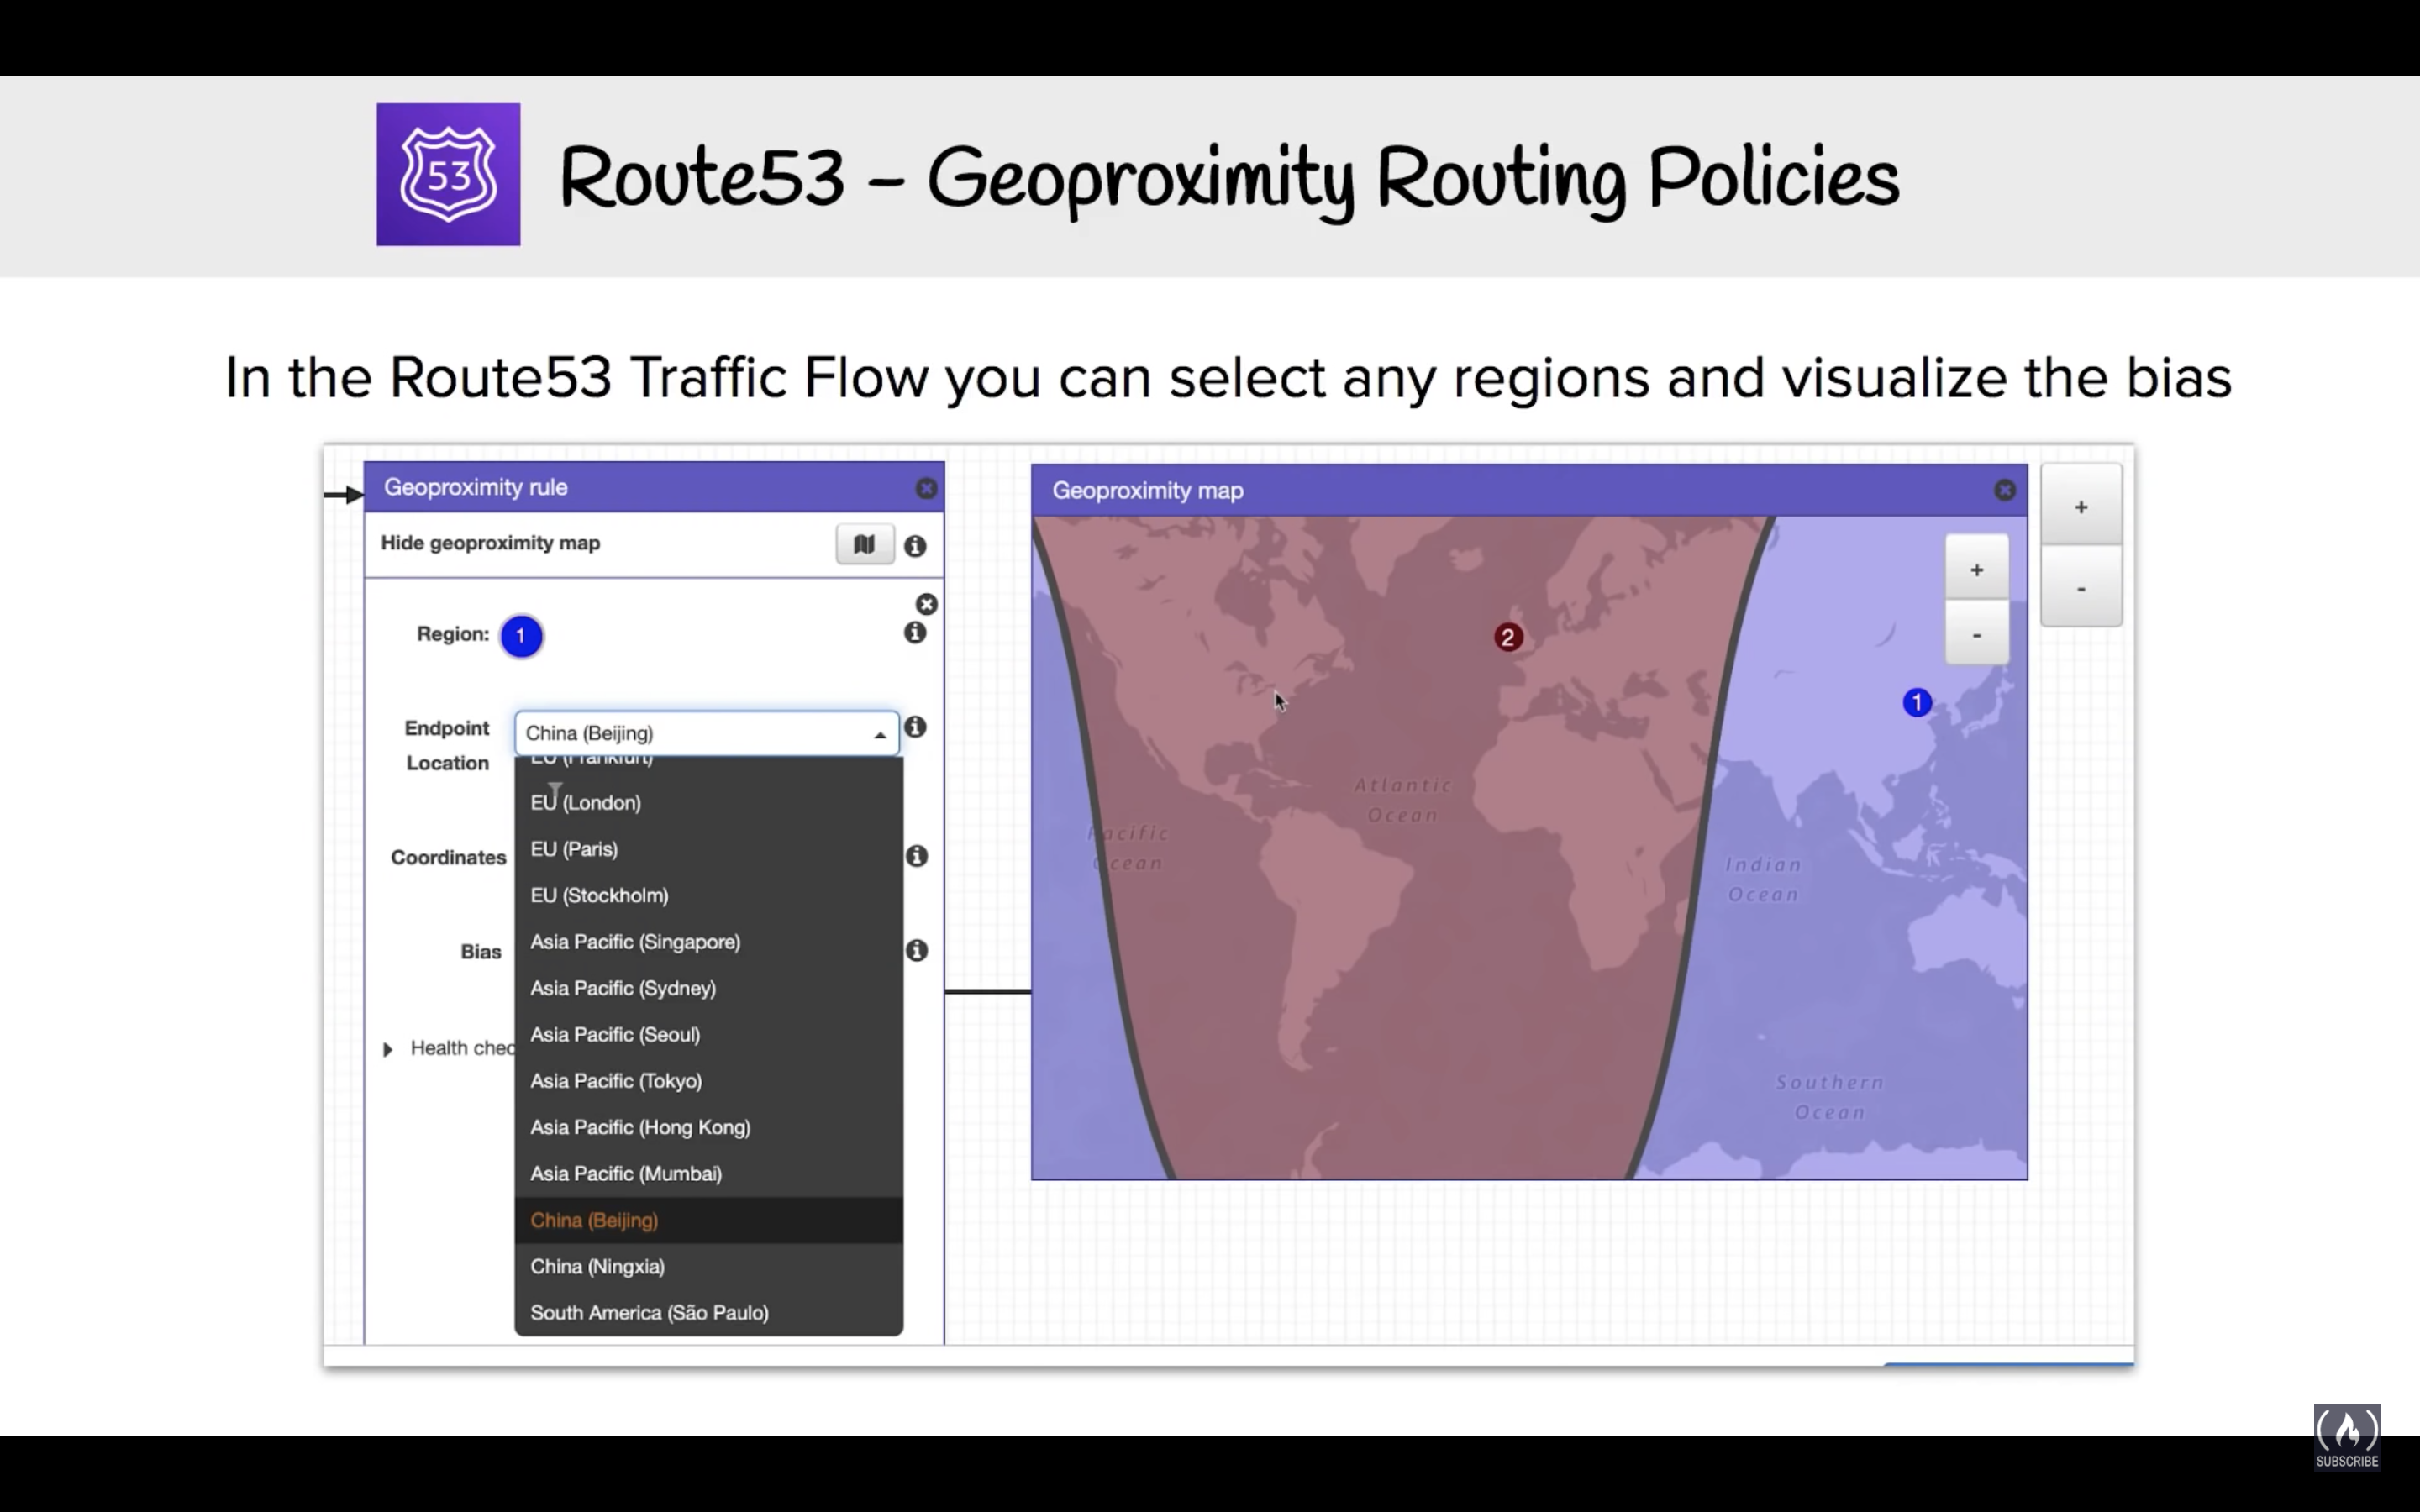 53
Route53 – Geoproximity Routing Policies
In the Route53 Traffic Flow you can select any regions and visualize the bias
Geoproximity rule
Hide geoproximity map
Region: 1
Endpoint
Location
China (Beijing)
EU (Frankfurt)
EU (London)
EU (Paris)
EU (Stockholm)
Asia Pacific (Singapore)
Asia Pacific (Sydney)
Asia Pacific (Seoul)
Asia Pacific (Tokyo)
Asia Pacific (Hong Kong)
Asia Pacific (Mumbai)
China (Beijing)
China (Ningxia)
South America (São Paulo)
Coordinates
Bias
Health chec
Geoproximity map
+
-
+
-
2
1
Atlantic
Ocean
Pacific
Ocean
Indian
Ocean
Southern
Ocean
SUBSCRIBE